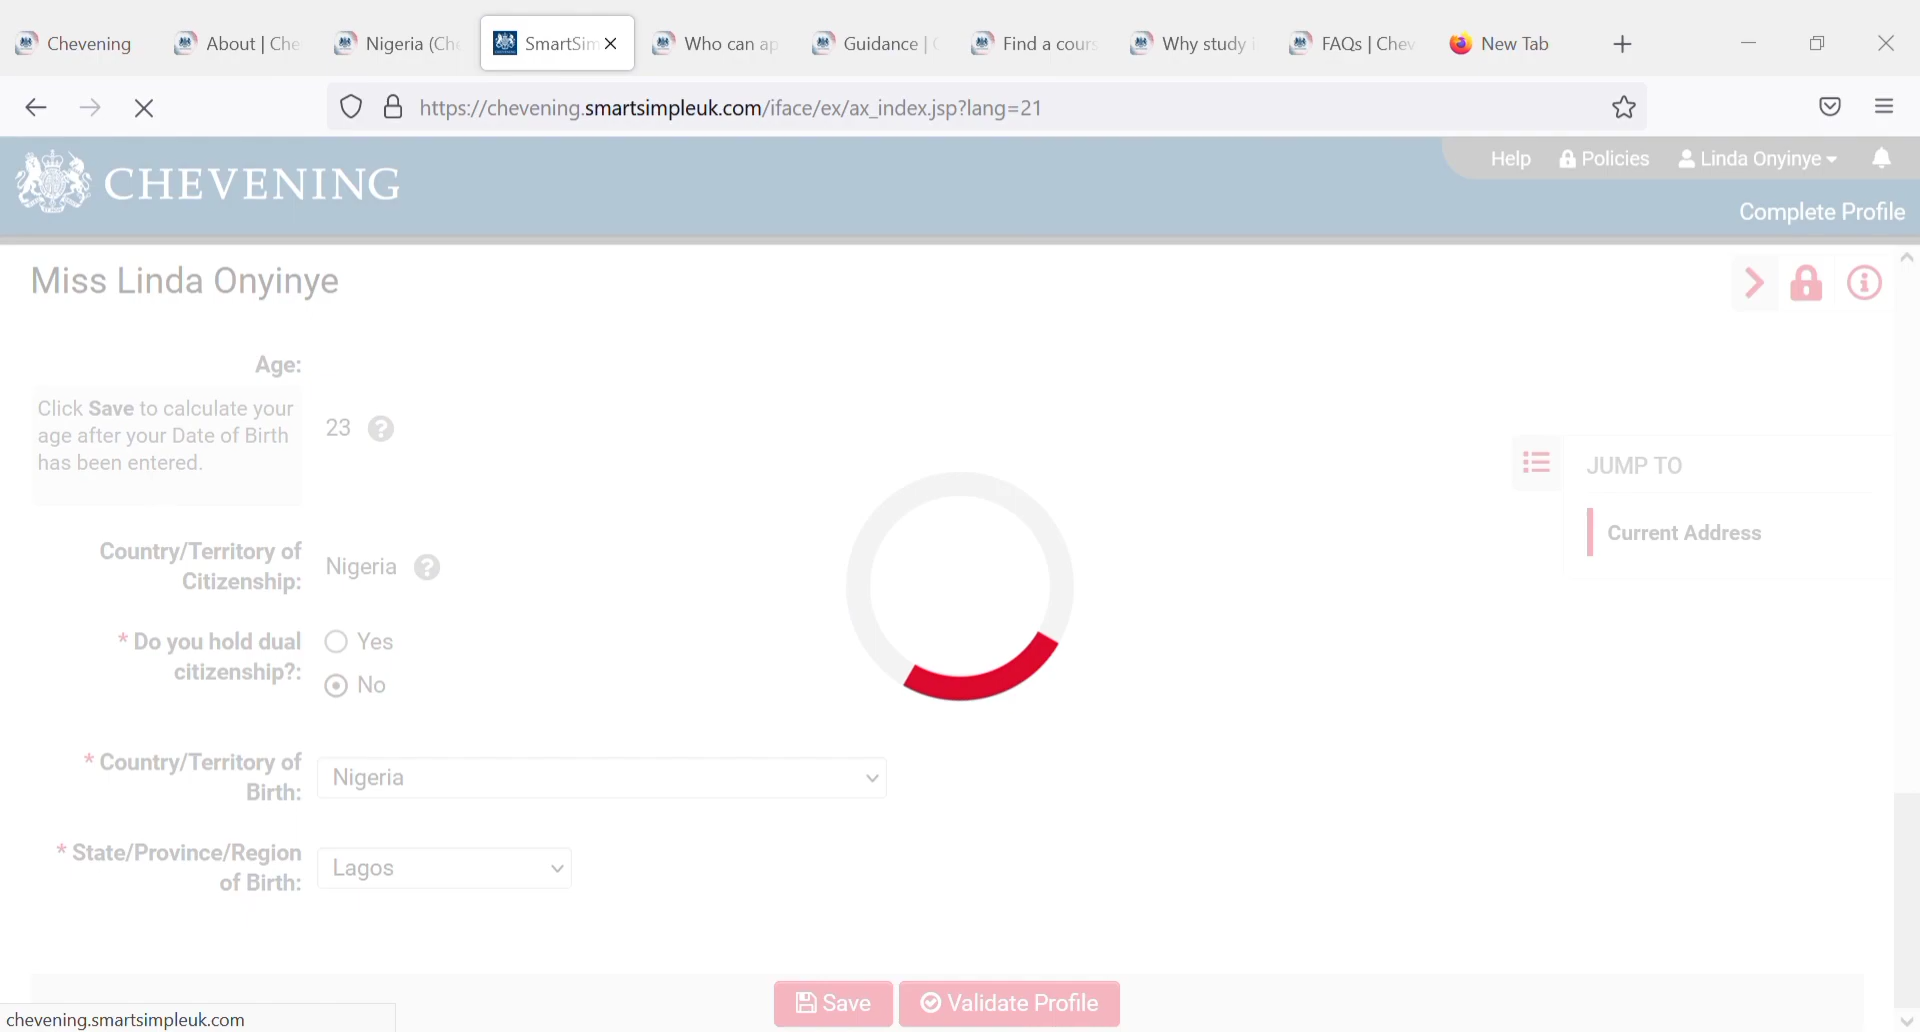 Chevening
About | Che
Nigeria (Che
SmartSim
Who can ap
Guidance | C
Find a cours
Why study i
FAQs | Chev
New Tab
https://chevening.smartsimpleuk.com/iface/ex/ax_index.jsp?lang=21
CHEVENING
Help
Policies
Linda Onyinye
Complete Profile
Miss Linda Onyinye
Age:
Click Save to calculate your
age after your Date of Birth
has been entered.
23
JUMP TO
Current Address
Country/Territory of
Citizenship:
Nigeria
* Do you hold dual
citizenship?:
Yes
No
* Country/Territory of
Birth:
Nigeria
* State/Province/Region
of Birth:
Lagos
Save
Validate Profile
chevening.smartsimpleuk.com